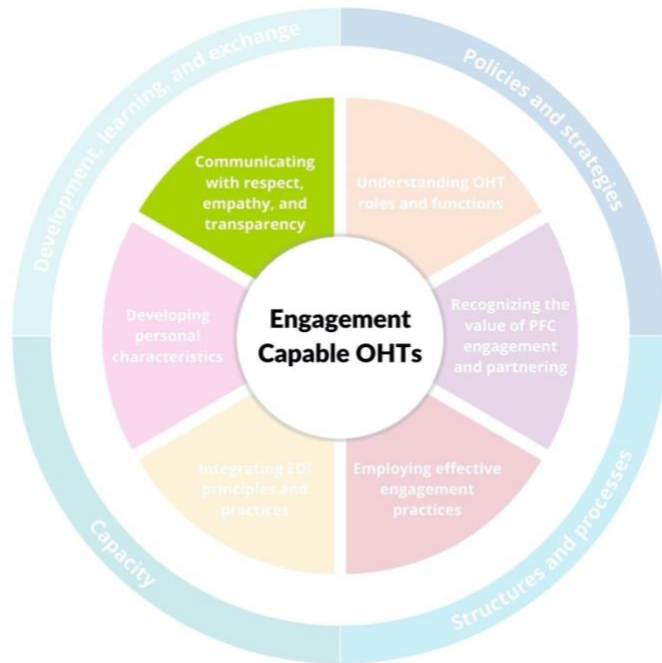 Development, learning, and exchange
Policies and strategies
Communicating
with respect,
empathy, and
transparency
Understanding OHT
roles and functions
Developing
personal
characteristics
Engagement
Capable OHTs
Recognizing the
value of PFC
engagement
and partnering
Integrating EDI
principles and
practices
Employing effective
engagement
practices
Capacity
Structures and processes